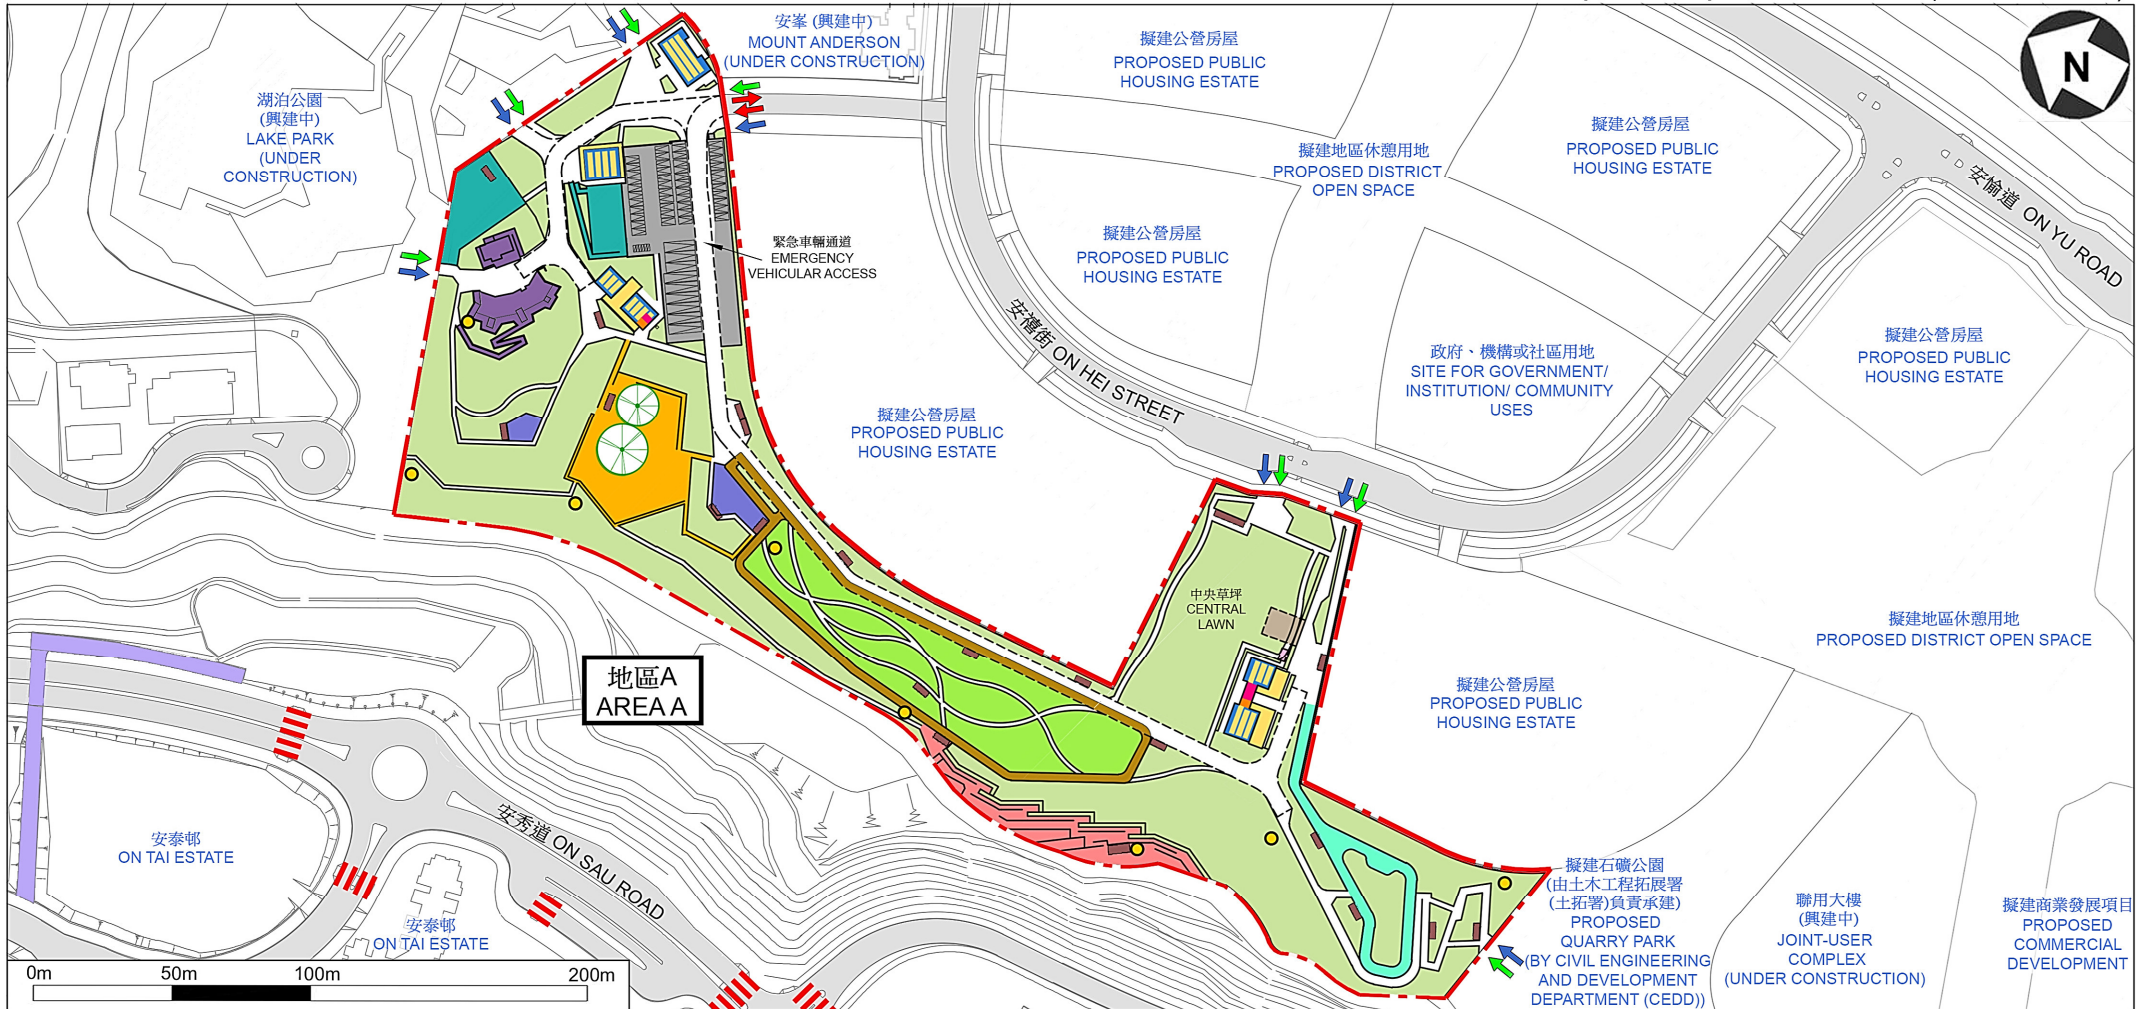 安峯 (興建中)
MOUNT ANDERSON
(UNDER CONSTRUCTION)
擬建公營房屋
PROPOSED PUBLIC
HOUSING ESTATE
N
湖泊公園
(興建中)
LAKE PARK
(UNDER
CONSTRUCTION)
擬建地區休憩用地
PROPOSED DISTRICT
OPEN SPACE
擬建公營房屋
PROPOSED PUBLIC
HOUSING ESTATE
安愉道 ON YU ROAD
緊急車輛通道
EMERGENCY
VEHICULAR ACCESS
擬建公營房屋
PROPOSED PUBLIC
HOUSING ESTATE
安禧街 ON HEI STREET
政府、機構或社區用地
SITE FOR GOVERNMENT/
INSTITUTION/ COMMUNITY
USES
擬建公營房屋
PROPOSED PUBLIC
HOUSING ESTATE
擬建公營房屋
PROPOSED PUBLIC
HOUSING ESTATE
中央草坪
CENTRAL
LAWN
擬建地區休憩用地
PROPOSED DISTRICT OPEN SPACE
地區A
AREA A
擬建公營房屋
PROPOSED PUBLIC
HOUSING ESTATE
安泰邨
ON TAI ESTATE
安秀道 ON SAU ROAD
安泰邨
ON TAI ESTATE
擬建石礦公園
(由土木工程拓展署
(土拓署)負責承建)
PROPOSED
QUARRY PARK
(BY CIVIL ENGINEERING
AND DEVELOPMENT
DEPARTMENT (CEDD))
聯用大樓
(興建中)
JOINT-USER
COMPLEX
(UNDER CONSTRUCTION)
擬建商業發展項目
PROPOSED
COMMERCIAL
DEVELOPMENT
0m 50m 100m 200m